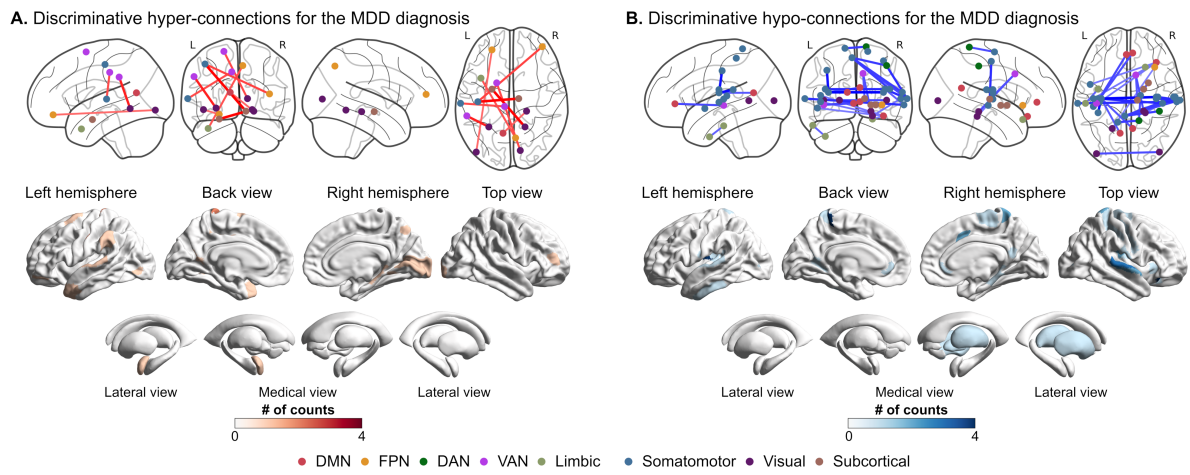 A. Discriminative hyper-connections for the MDD diagnosis
L R
L R
Left hemisphere Back view Right hemisphere Top view
Lateral view Medical view Lateral view
# of counts
0 4
B. Discriminative hypo-connections for the MDD diagnosis
L R
L R
Left hemisphere Back view Right hemisphere Top view
Lateral view Medical view Lateral view
# of counts
0 4
DMN FPN DAN VAN Limbic Somatomotor Visual Subcortical